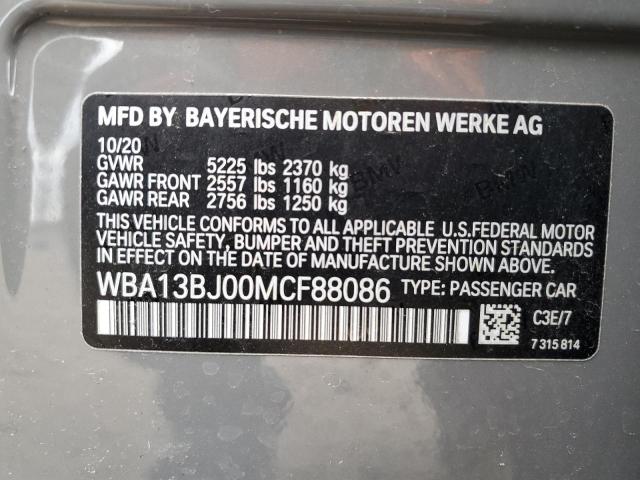 MFD BY BAYERISCHE MOTOREN WERKE AG
10/20
GVWR 5225 lbs 2370 kg
GAWR FRONT 2557 lbs 1160 kg
GAWR REAR 2756 lbs 1250 kg
THIS VEHICLE CONFORMS TO ALL APPLICABLE U.S.FEDERAL MOTOR
VEHICLE SAFETY, BUMPER AND THEFT PREVENTION STANDARDS
IN EFFECT ON THE DATE OF MANUFACTURE SHOWN ABOVE.
WBA13BJ00MCF88086 TYPE: PASSENGER CAR
C3E/7
7 315 814